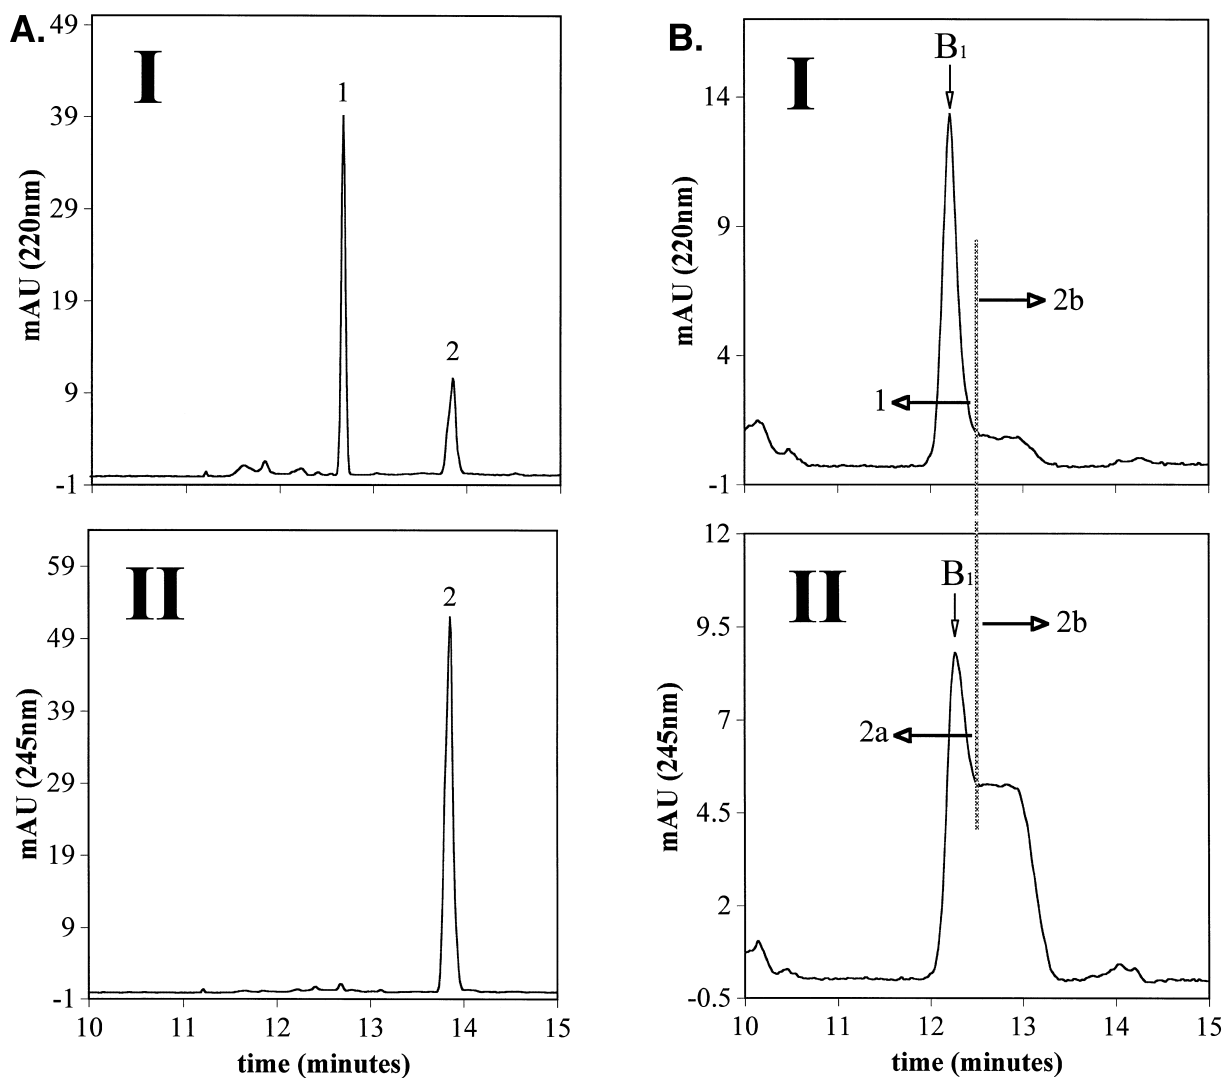 A.
I
49
39
29
19
9
-1
mAU (220nm)
1
2
II
59
49
39
29
19
9
-1
mAU (245nm)
2
10 11 12 13 14 15
time (minutes)
B.
I
14
9
4
-1
mAU (220nm)
B1
2b
1
II
12
9.5
7
4.5
2
-0.5
mAU (245nm)
B1
2b
2a
10 11 12 13 14 15
time (minutes)